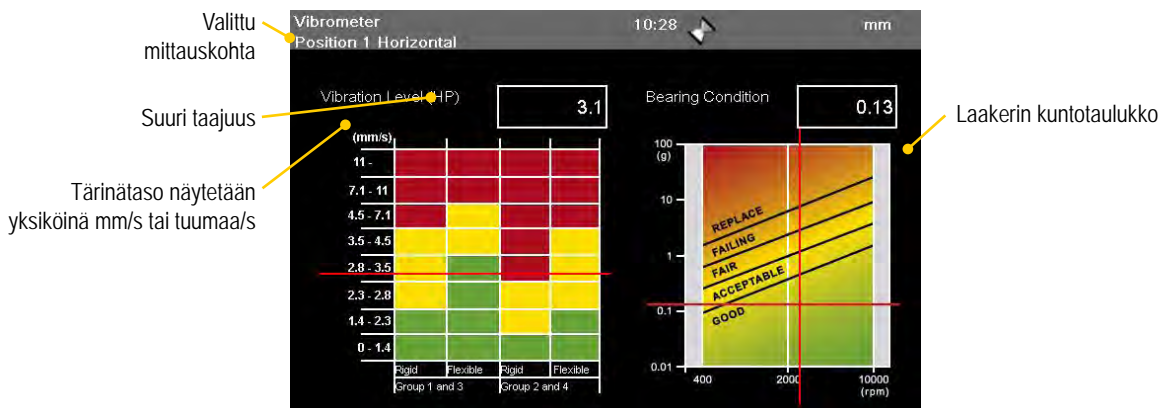 Valittu
mittauskohta
Suuri taajuus
Tärinätaso näytetään
yksiköinä mm/s tai tuumaa/s
Vibrometer
Position 1 Horizontal
10:28
mm
Vibration Level (HP)
3.1
(mm/s)
11 -
7.1 - 11
4.5 - 7.1
3.5 - 4.5
2.8 - 3.5
2.3 - 2.8
1.4 - 2.3
0 - 1.4
Rigid Flexible Rigid Flexible
Group 1 and 3 Group 2 and 4
Bearing Condition
0.13
100
(g)
10
1
0.1
0.01
REPLACE
FAILING
FAIR
ACCEPTABLE
GOOD
400 2000 10000
(rpm)
Laakerin kuntotaulukko